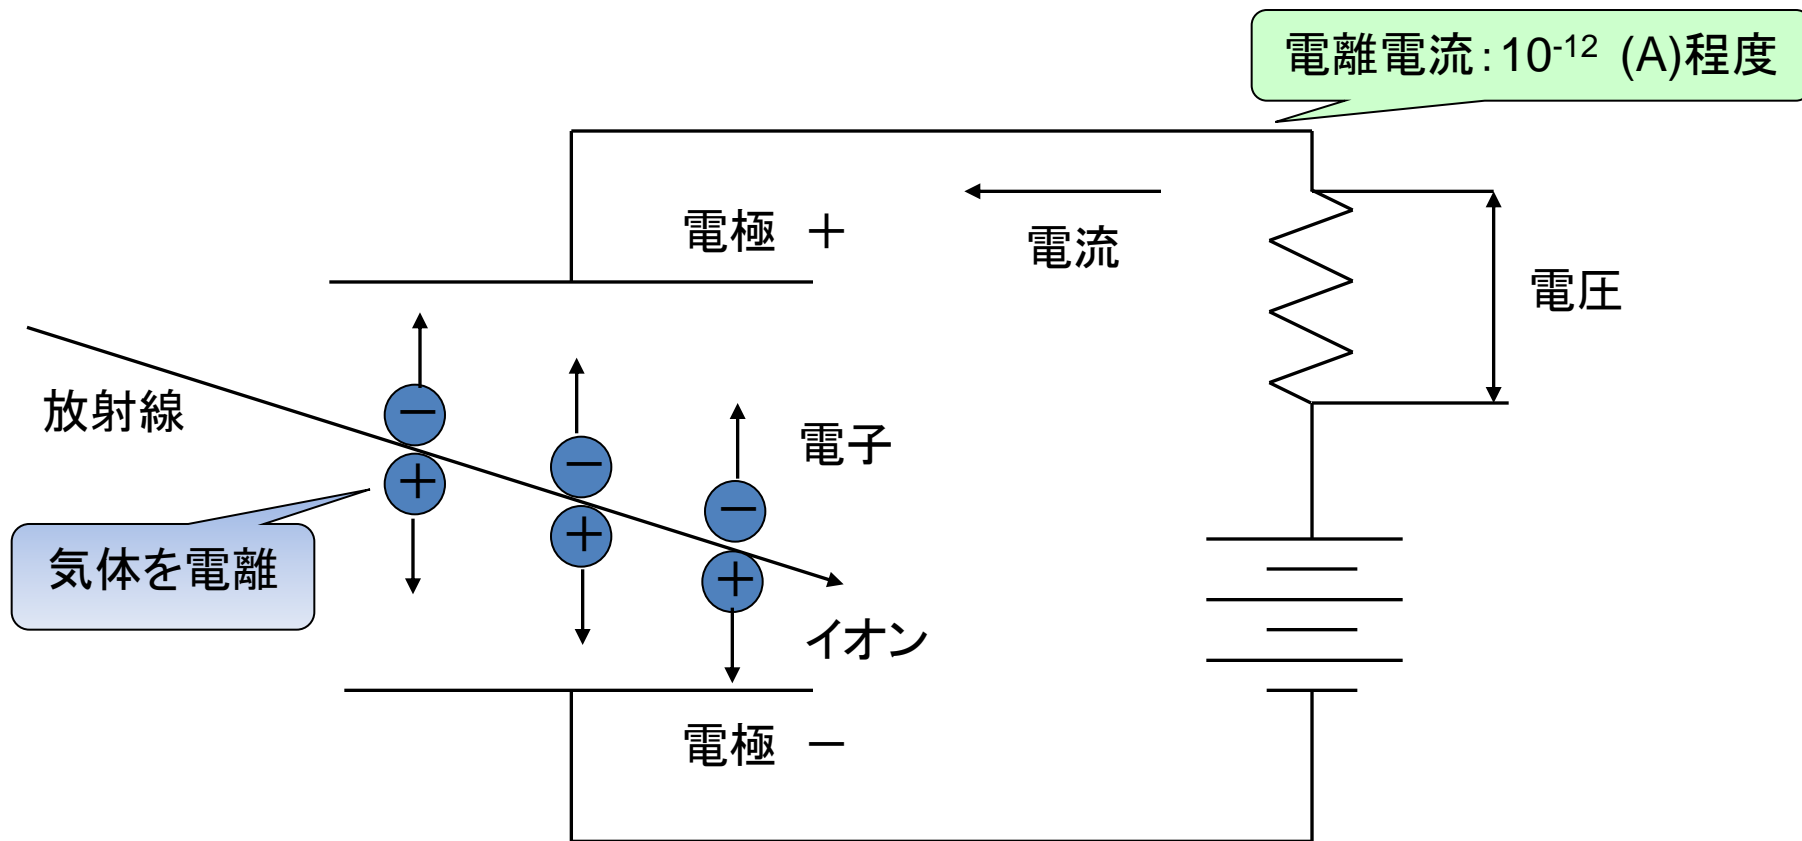 電離電流：10⁻¹² (A)程度
電極 ＋
電流
電圧
放射線
－
－
－
電子
＋
＋
＋
気体を電離
イオン
電極 －